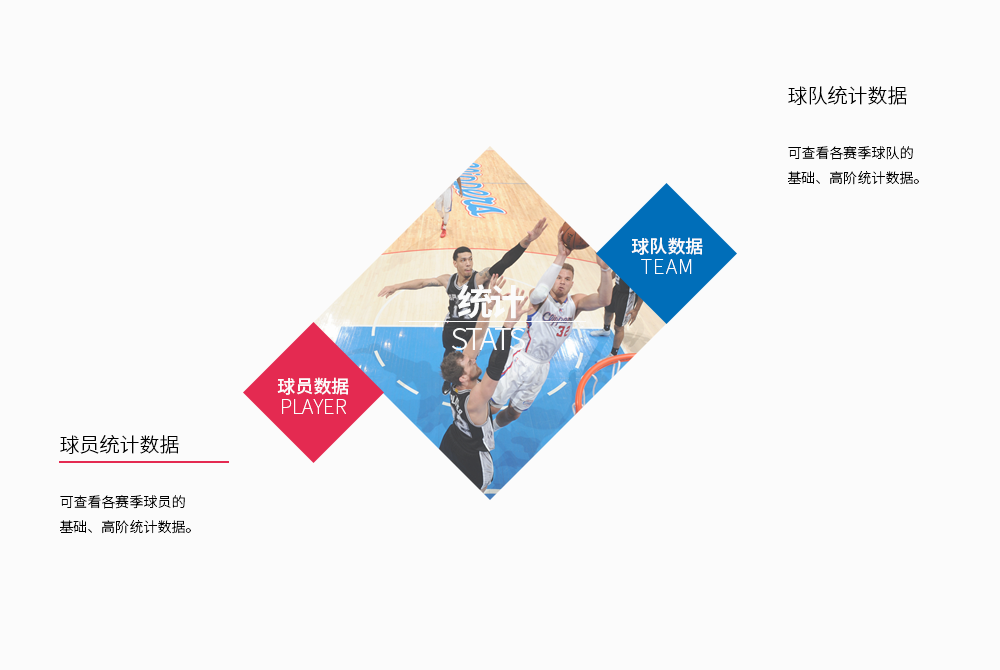 球队统计数据
可查看各赛季球队的
基础、高阶统计数据。
球队数据
TEAM
统计
STATS
球员数据
PLAYER
球员统计数据
可查看各赛季球员的
基础、高阶统计数据。